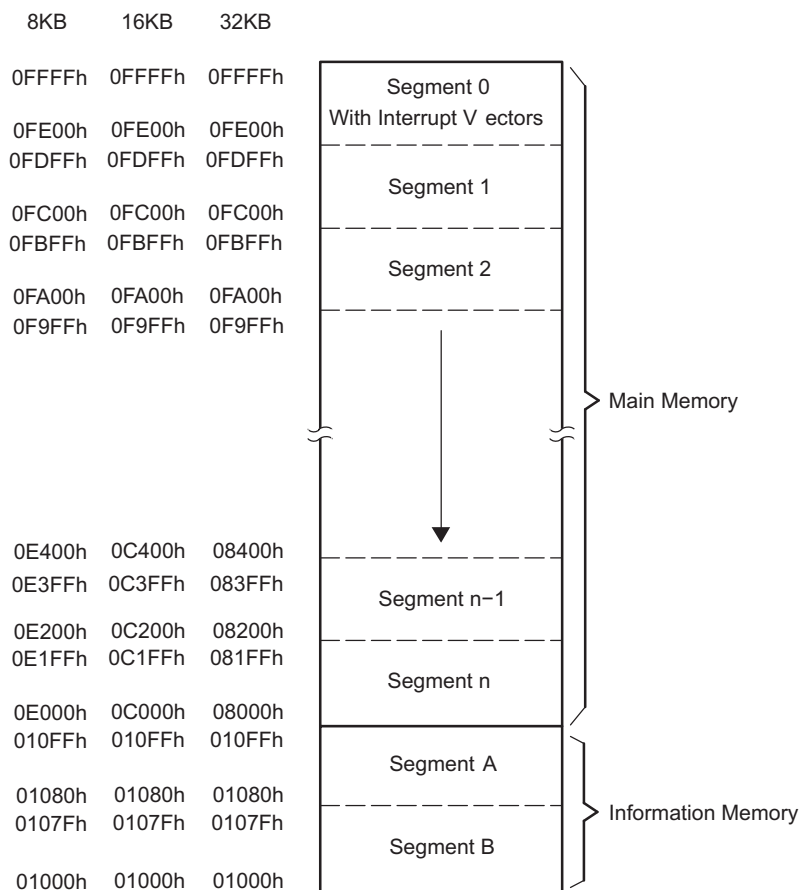 8KB 16KB 32KB
0FFFFh 0FFFFh 0FFFFh
Segment 0
With Interrupt V ectors
0FE00h 0FE00h 0FE00h
0FDFFh 0FDFFh 0FDFFh
Segment 1
0FC00h 0FC00h 0FC00h
0FBFFh 0FBFFh 0FBFFh
Segment 2
0FA00h 0FA00h 0FA00h
0F9FFh 0F9FFh 0F9FFh
Main Memory
0E400h 0C400h 08400h
0E3FFh 0C3FFh 083FFh
Segment n−1
0E200h 0C200h 08200h
0E1FFh 0C1FFh 081FFh
Segment n
0E000h 0C000h 08000h
010FFh 010FFh 010FFh
Segment A
01080h 01080h 01080h
0107Fh 0107Fh 0107Fh
Information Memory
Segment B
01000h 01000h 01000h